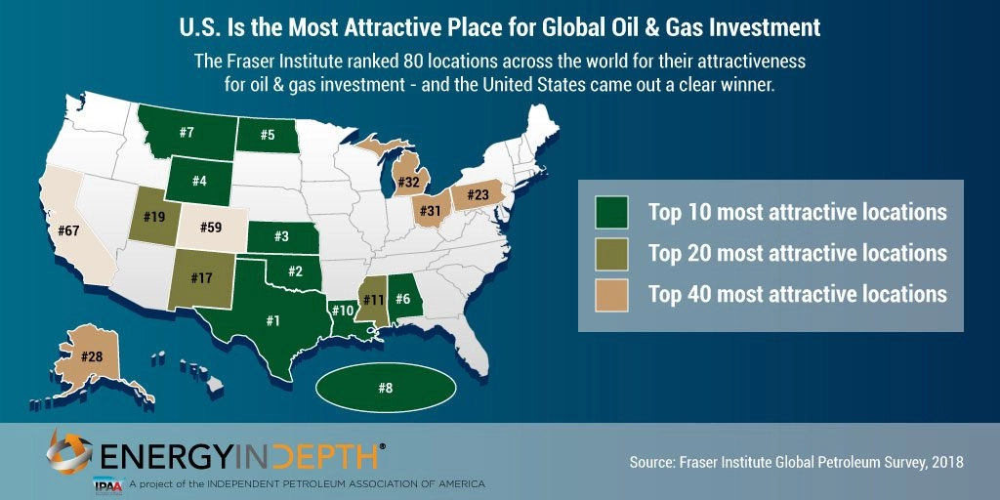 U.S. Is the Most Attractive Place for Global Oil & Gas Investment
The Fraser Institute ranked 80 locations across the world for their attractiveness
for oil & gas investment - and the United States came out a clear winner.
#7
#5
#4
#32
#23
#31
#19
#59
#67
#3
#2
#17
#11
#6
#10
#1
#28
#8
Top 10 most attractive locations
Top 20 most attractive locations
Top 40 most attractive locations
ENERGYINDEPTH®
IPAA A project of the INDEPENDENT PETROLEUM ASSOCIATION OF AMERICA
Source: Fraser Institute Global Petroleum Survey, 2018